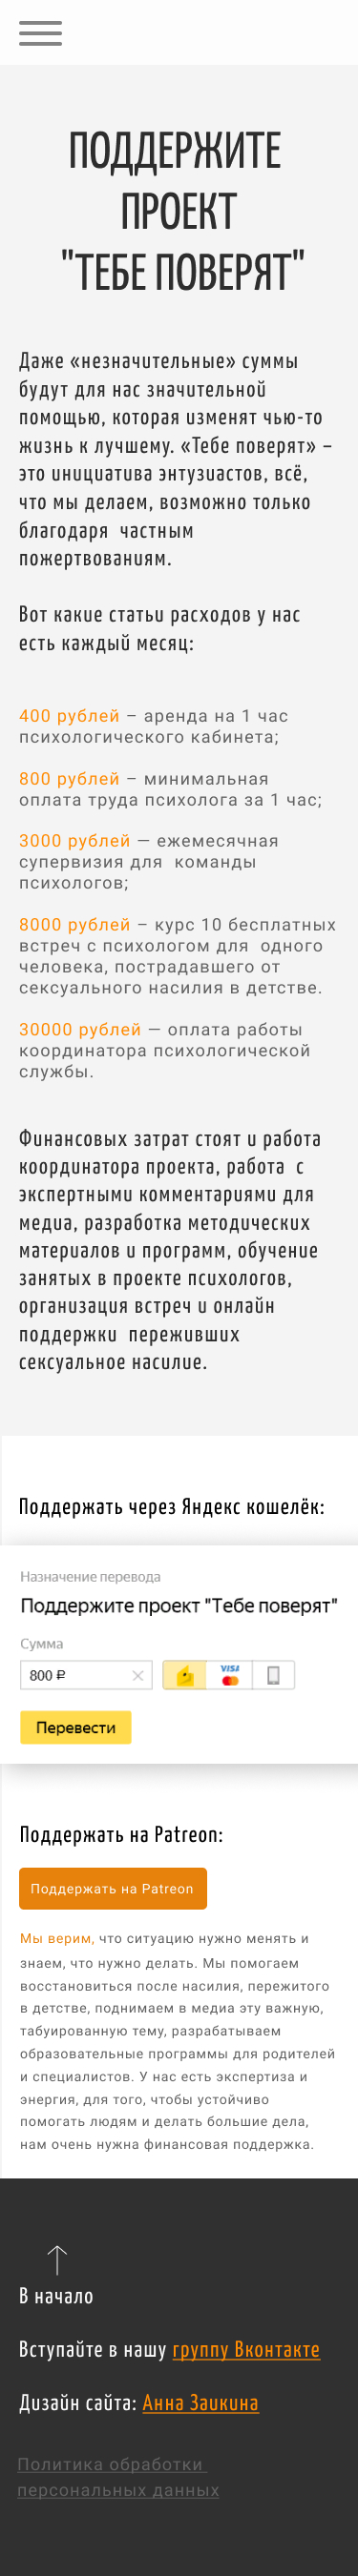 ПОДДЕРЖИТЕ
ПРОЕКТ
"ТЕБЕ ПОВЕРЯТ"
Даже «незначительные» суммы
будут для нас значительной
помощью, которая изменят чью-то
жизнь к лучшему. «Тебе поверят» –
это инициатива энтузиастов, всё,
что мы делаем, возможно только
благодаря частным
пожертвованиям.
Вот какие статьи расходов у нас
есть каждый месяц:
400 рублей – аренда на 1 час
психологического кабинета;
800 рублей – минимальная
оплата труда психолога за 1 час;
3000 рублей — ежемесячная
супервизия для команды
психологов;
8000 рублей – курс 10 бесплатных
встреч с психологом для одного
человека, пострадавшего от
сексуального насилия в детстве.
30000 рублей — оплата работы
координатора психологической
службы.
Финансовых затрат стоят и работа
координатора проекта, работа с
экспертными комментариями для
медиа, разработка методических
материалов и программ, обучение
занятых в проекте психологов,
организация встреч и онлайн
поддержки переживших
сексуальное насилие.
Поддержать через Яндекс кошелёк:
Назначение перевода
Поддержите проект "Тебе поверят"
Сумма
800 ₽
VISA
Перевести
Поддержать на Patreon:
Поддержать на Patreon
Мы верим, что ситуацию нужно менять и
знаем, что нужно делать. Мы помогаем
восстановиться после насилия, пережитого
в детстве, поднимаем в медиа эту важную,
табуированную тему, разрабатываем
образовательные программы для родителей
и специалистов. У нас есть экспертиза и
энергия, для того, чтобы устойчиво
помогать людям и делать большие дела,
нам очень нужна финансовая поддержка.
В начало
Вступайте в нашу группу Вконтакте
Дизайн сайта: Анна Заикина
Политика обработки
персональных данных